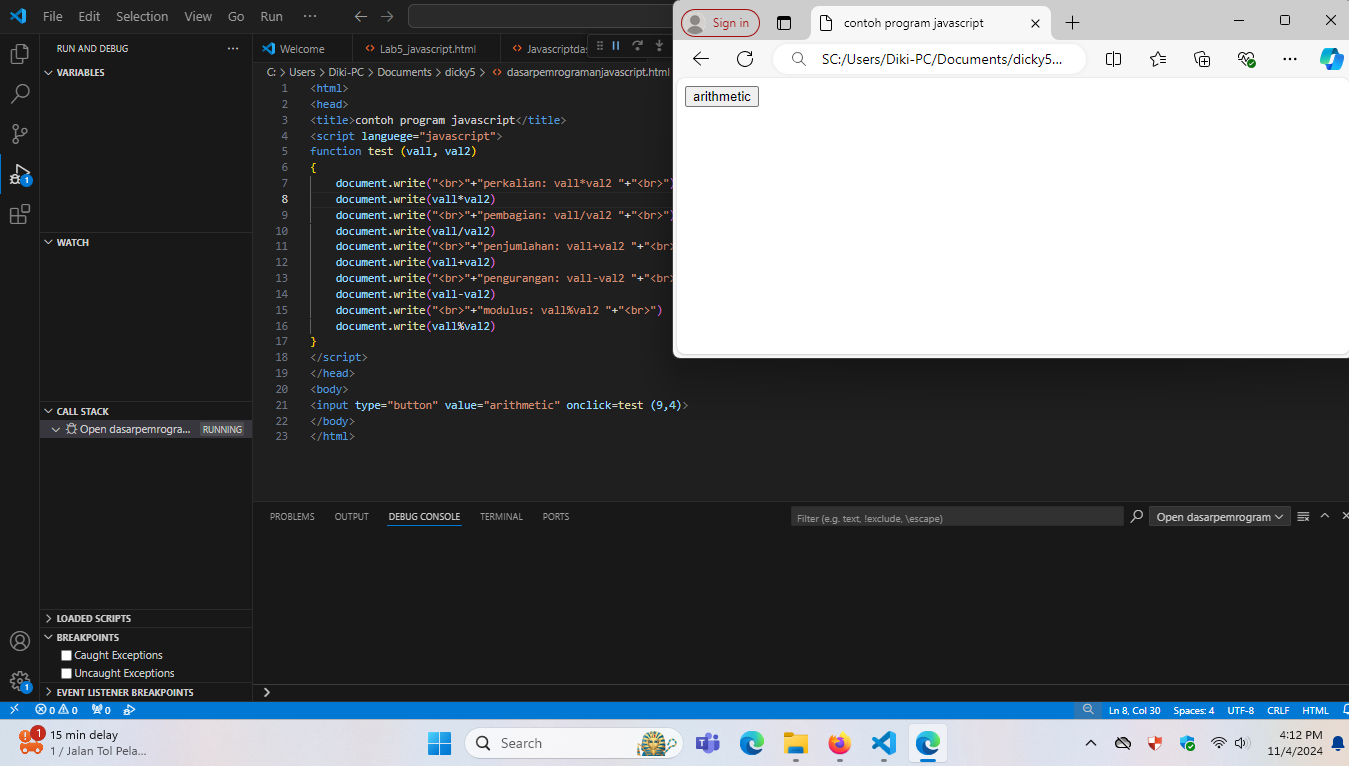 File Edit Selection View Go Run ···
RUN AND DEBUG ···
VARIABLES
WATCH
CALL STACK
Open dasarpemrogra... RUNNING
LOADED SCRIPTS
BREAKPOINTS
Caught Exceptions
Uncaught Exceptions
EVENT LISTENER BREAKPOINTS
1
1
Welcome Lab5_javascript.html Javascriptdas
C: > Users > Diki-PC > Documents > dicky5 > dasarpemrogramanjavascript.html
1 <html>
2 <head>
3 <title>contoh program javascript</title>
4 <script languege="javascript">
5 function test (vall, val2)
6 {
7 document.write("<br>"+"perkalian: vall*val2 "+"<br>")
8 document.write(vall*val2)
9 document.write("<br>"+"pembagian: vall/val2 "+"<br>")
10 document.write(vall/val2)
11 document.write("<br>"+"penjumlahan: vall+val2 "+"<br>
12 document.write(vall+val2)
13 document.write("<br>"+"pengurangan: vall-val2 "+"<br>
14 document.write(vall-val2)
15 document.write("<br>"+"modulus: vall%val2 "+"<br>")
16 document.write(vall%val2)
17 }
18 </script>
19 </head>
20 <body>
21 <input type="button" value="arithmetic" onclick=test (9,4)>
22 </body>
23 </html>
Sign in contoh program javascript
SC:/Users/Diki-PC/Documents/dicky5...
arithmetic
PROBLEMS OUTPUT DEBUG CONSOLE TERMINAL PORTS
Filter (e.g. text, !exclude, \escape) Open dasarpemrogram
0 0 0 Ln 8, Col 30 Spaces: 4 UTF-8 CRLF HTML
1 15 min delay
1 / Jalan Tol Pela...
Search
4:12 PM
11/4/2024